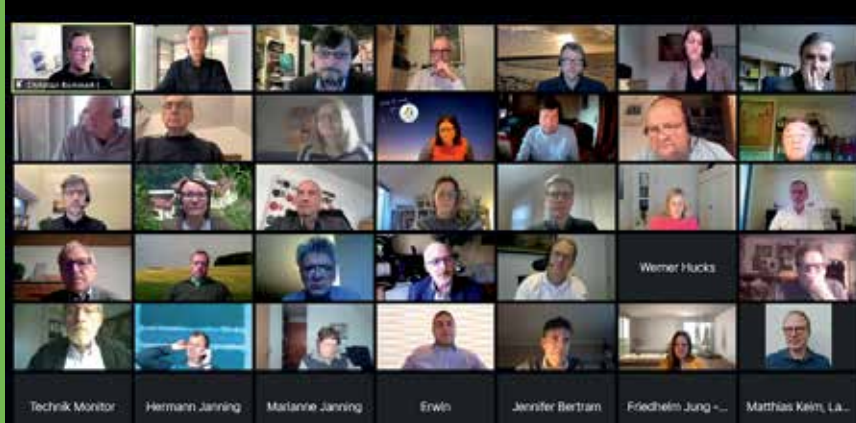 Werner Hucks
Technik Monitor
Hermann Janning
Marianne Janning
Erwin
Jennifer Bertram
Friedhelm Jung –...
Matthias Keim, La...